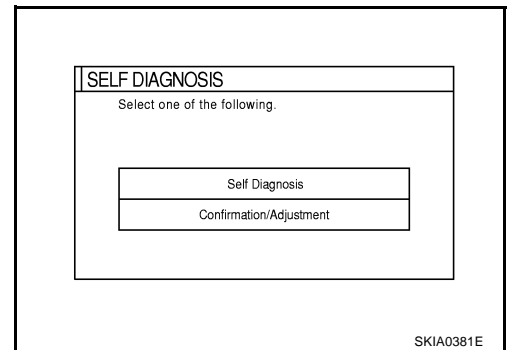 SELF DIAGNOSIS
Select one of the following.
Self Diagnosis
Confirmation/Adjustment
SKIA0381E